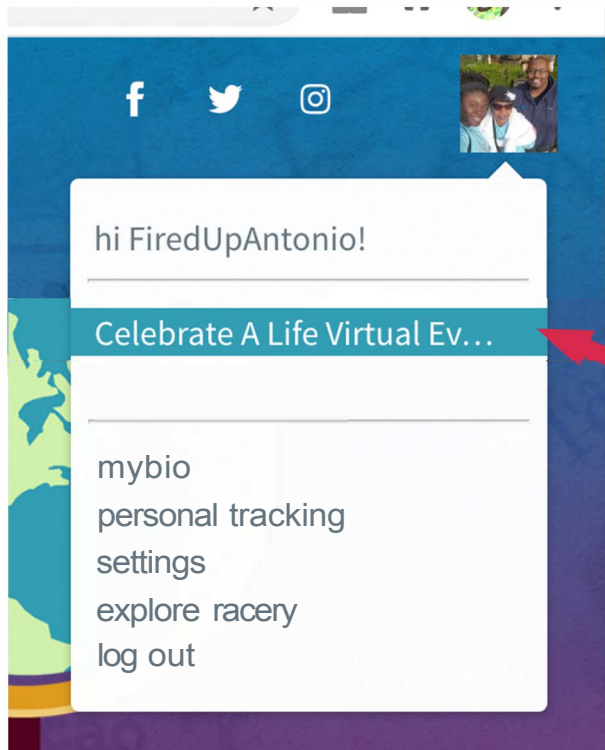 hi FiredUpAntonio!
Celebrate A Life Virtual Ev...
mybio
personal tracking
settings
explore racery
log out